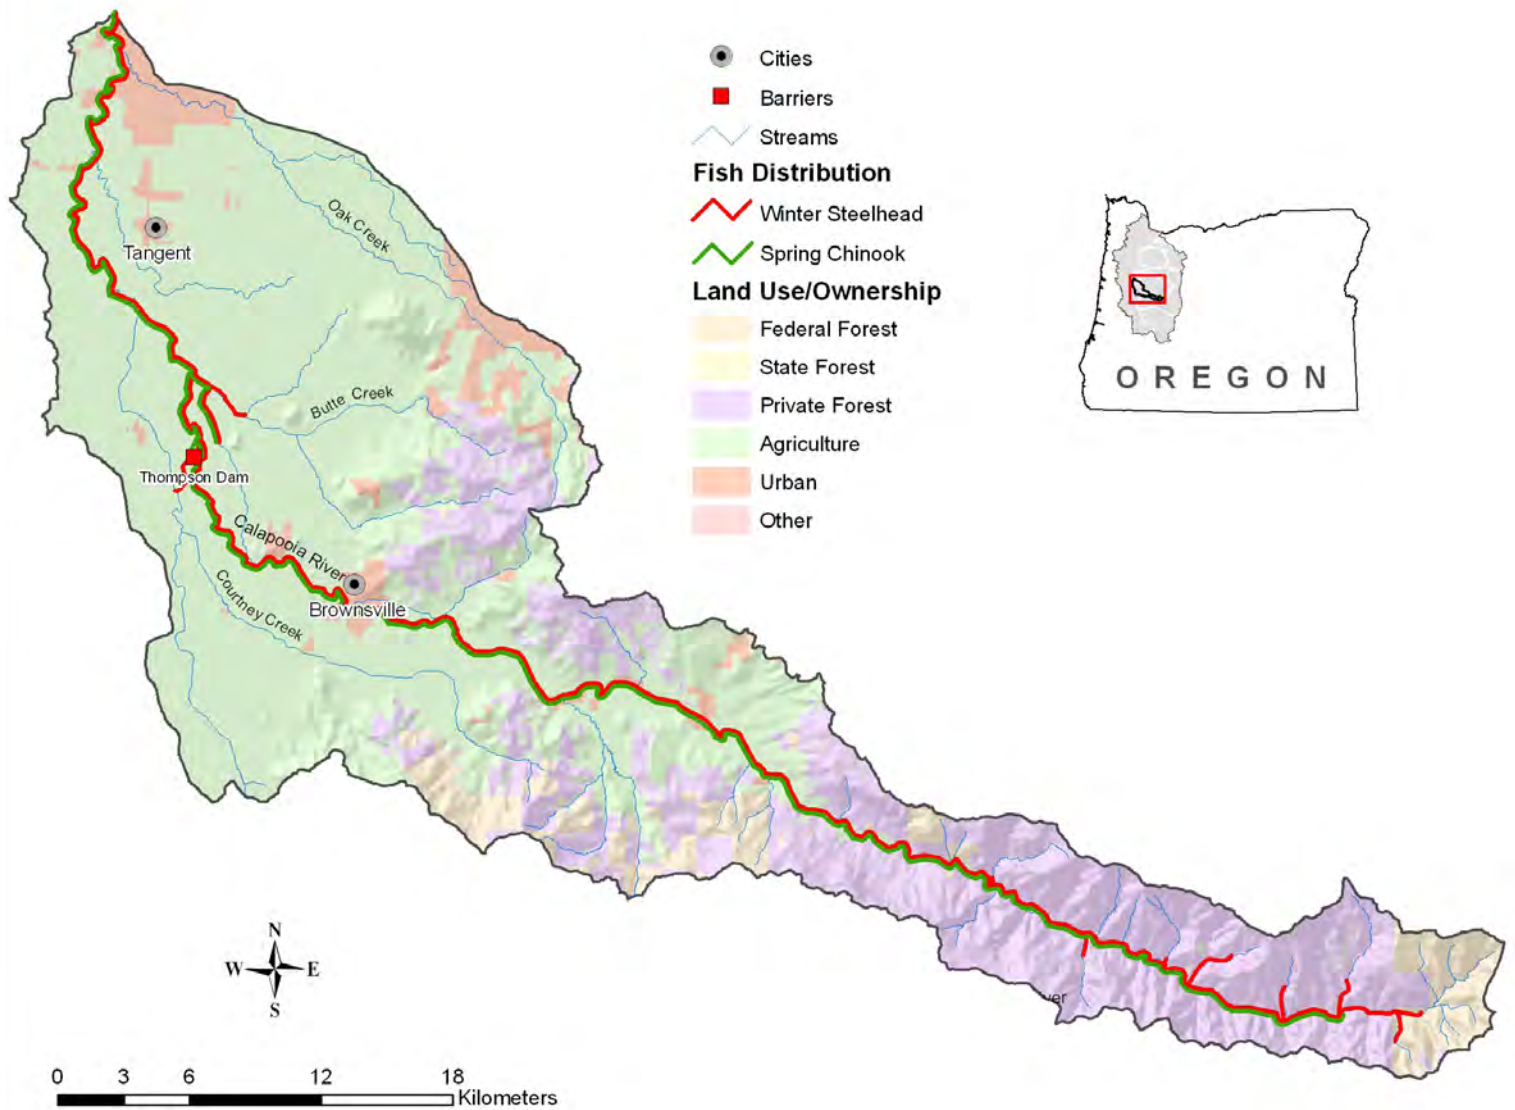 Cities
Barriers
Streams
Fish Distribution
Winter Steelhead
Spring Chinook
Land Use/Ownership
Federal Forest
State Forest
Private Forest
Agriculture
Urban
Other
OREGON
Oak Creek
Tangent
Butte Creek
Thompson Dam
Calapooia River
Courtney Creek
Brownsville
ver
N
W E
S
0 3 6 12 18
Kilometers